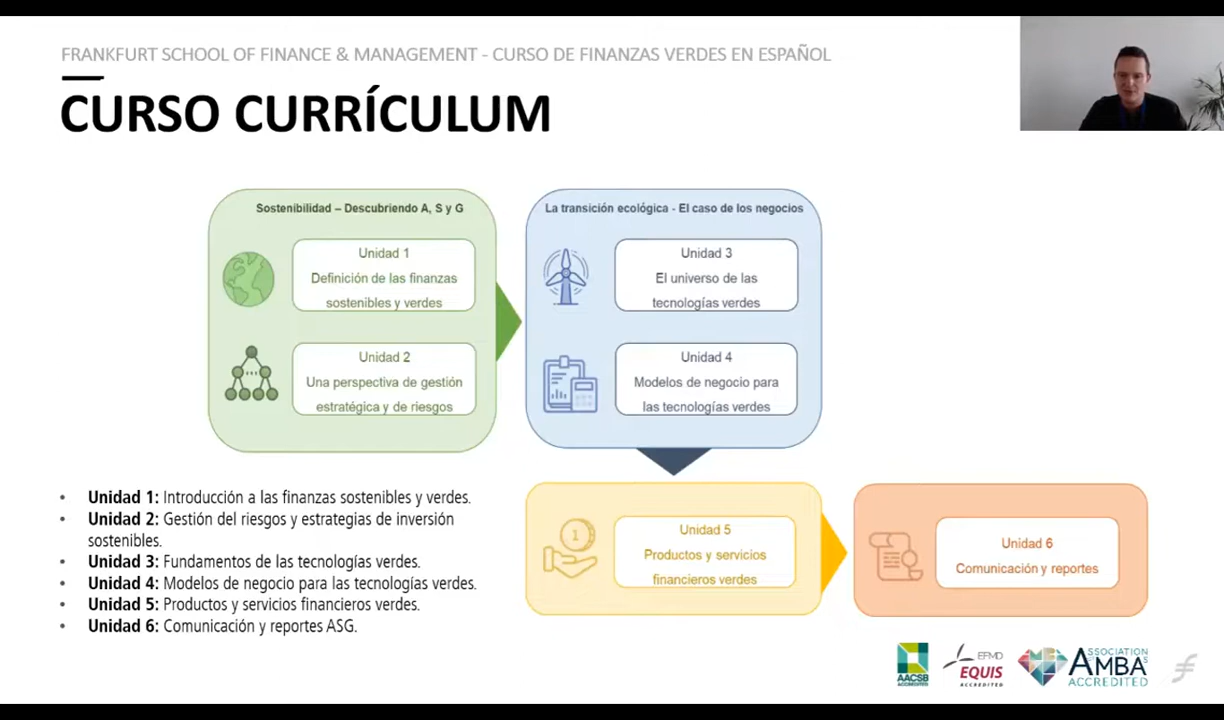 FRANKFURT SCHOOL OF FINANCE & MANAGEMENT - CURSO DE FINANZAS VERDES EN ESPAÑOL
CURSO CURRÍCULUM
Sostenibilidad – Descubriendo A, S y G
Unidad 1
Definición de las finanzas
sostenibles y verdes
Unidad 2
Una perspectiva de gestión
estratégica y de riesgos
La transición ecológica - El caso de los negocios
Unidad 3
El universo de las
tecnologías verdes
Unidad 4
Modelos de negocio para
las tecnologías verdes
1
Unidad 5
Productos y servicios
financieros verdes
Unidad 6
Comunicación y reportes
• Unidad 1: Introducción a las finanzas sostenibles y verdes.
• Unidad 2: Gestión del riesgos y estrategias de inversión
sostenibles.
• Unidad 3: Fundamentos de las tecnologías verdes.
• Unidad 4: Modelos de negocio para las tecnologías verdes.
• Unidad 5: Productos y servicios financieros verdes.
• Unidad 6: Comunicación y reportes ASG.
AACSB
ACCREDITED
EFMD
EQUIS
ACCREDITED
ASSOCIATION
AMBAs
ACCREDITED